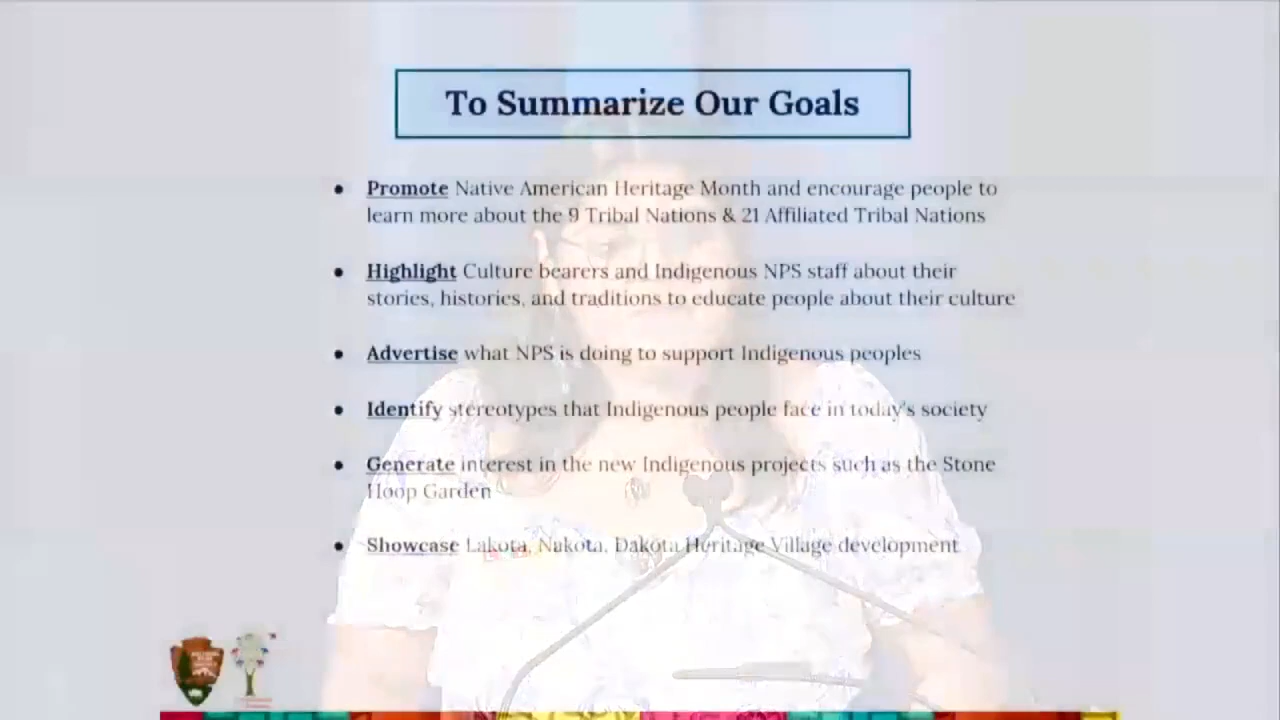 To Summarize Our Goals
● Promote Native American Heritage Month and encourage people to
learn more about the 9 Tribal Nations & 21 Affiliated Tribal Nations
● Highlight Culture bearers and Indigenous NPS staff about their
stories, histories, and traditions to educate people about their culture
● Advertise what NPS is doing to support Indigenous peoples
● Identify stereotypes that Indigenous people face in today's society
● Generate interest in the new Indigenous projects such as the Stone
Hoop Garden
● Showcase Lakota, Nakota, Dakota Heritage Village development